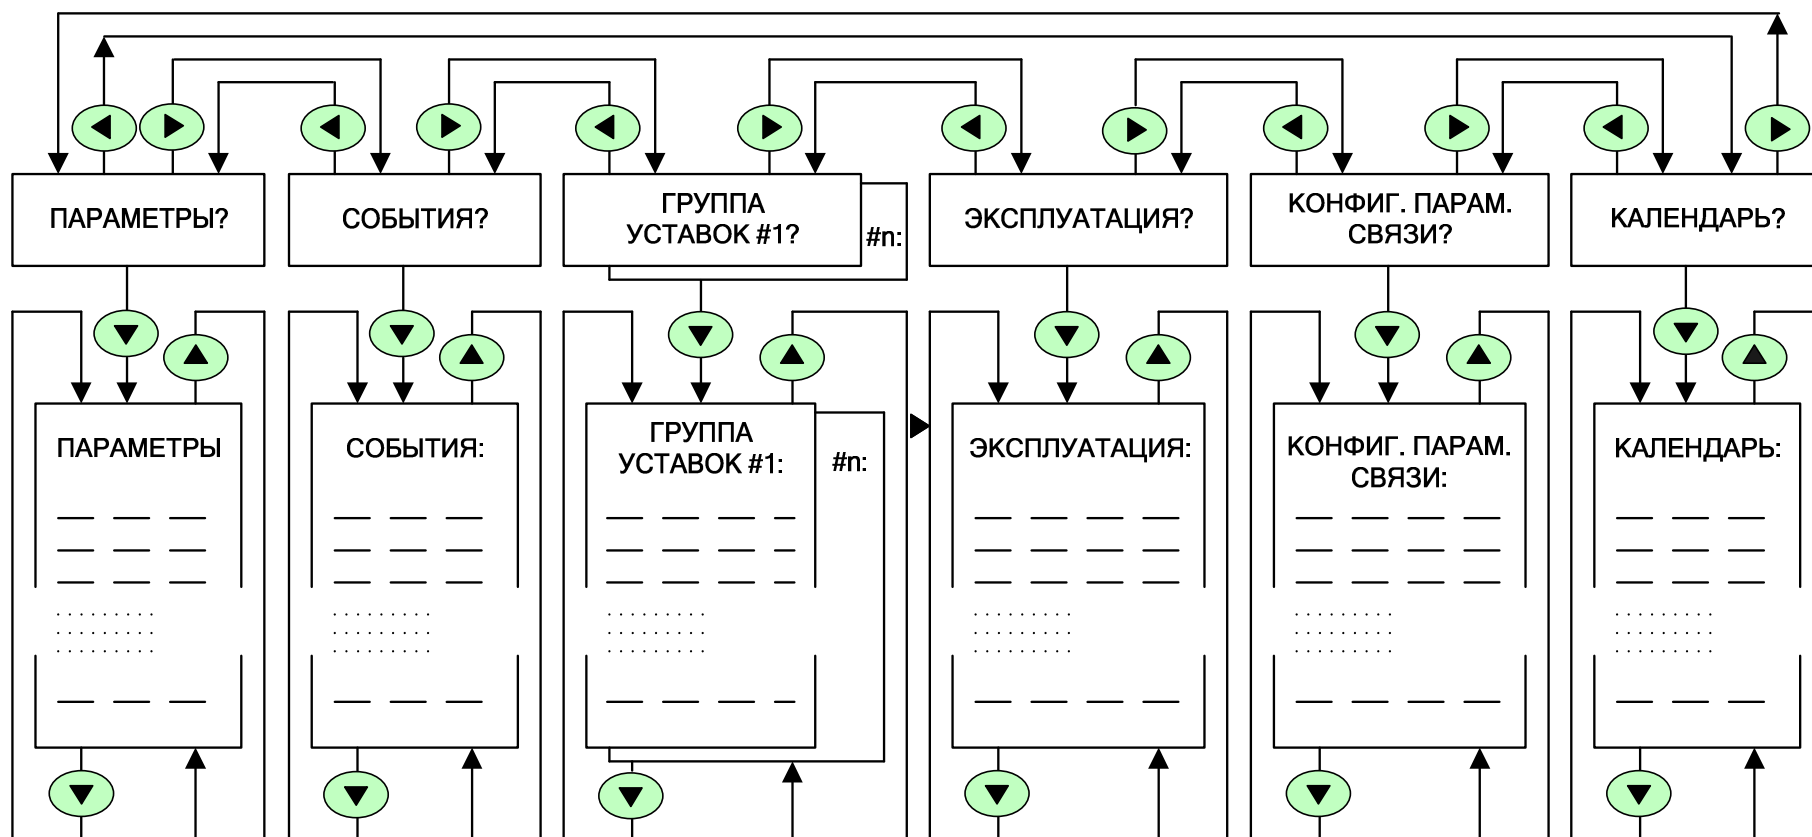 ПАРАМЕТРЫ?
СОБЫТИЯ?
ГРУППА
УСТАВОК #1?
#n:
ЭКСПЛУАТАЦИЯ?
КОНФИГ. ПАРАМ.
СВЯЗИ?
КАЛЕНДАРЬ?
ПАРАМЕТРЫ
СОБЫТИЯ:
ГРУППА
УСТАВОК #1:
#n:
ЭКСПЛУАТАЦИЯ:
КОНФИГ. ПАРАМ.
СВЯЗИ:
КАЛЕНДАРЬ: